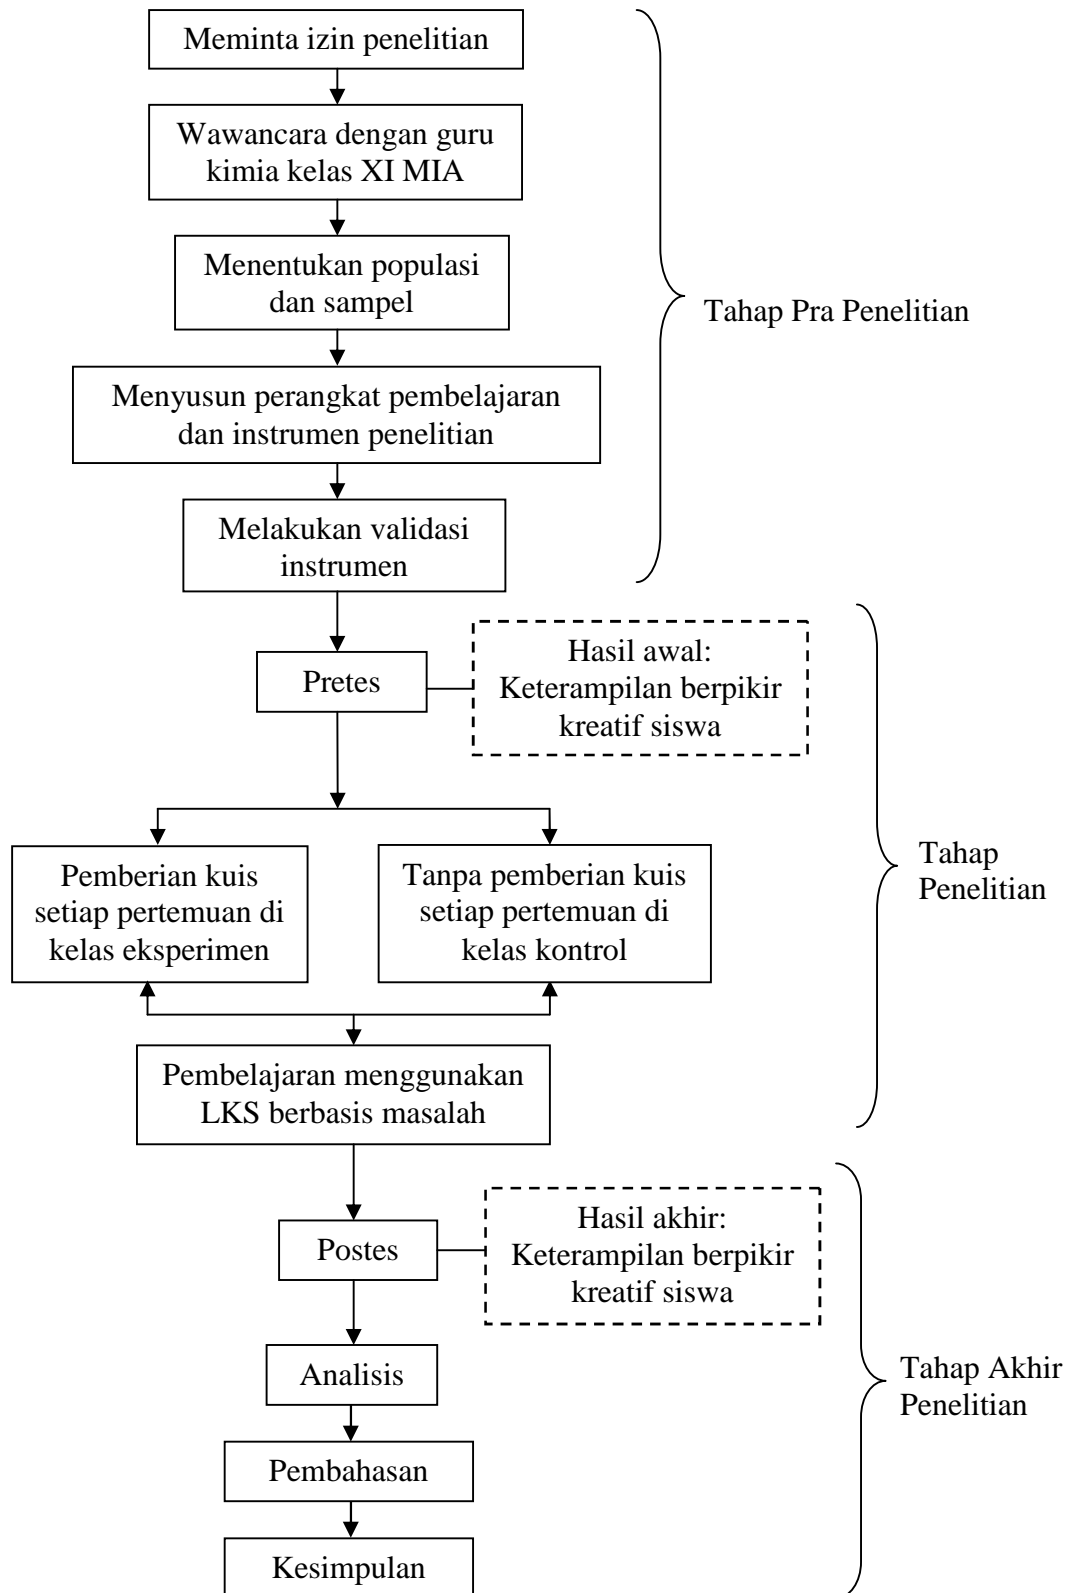 Meminta izin penelitian
Wawancara dengan guru
kimia kelas XI MIA
Menentukan populasi
dan sampel
Tahap Pra Penelitian
Menyusun perangkat pembelajaran
dan instrumen penelitian
Melakukan validasi
instrumen
Pretes
Hasil awal:
Keterampilan berpikir
kreatif siswa
Pemberian kuis
setiap pertemuan di
kelas eksperimen
Tanpa pemberian kuis
setiap pertemuan di
kelas kontrol
Tahap
Penelitian
Pembelajaran menggunakan
LKS berbasis masalah
Postes
Hasil akhir:
Keterampilan berpikir
kreatif siswa
Analisis
Tahap Akhir
Penelitian
Pembahasan
Kesimpulan